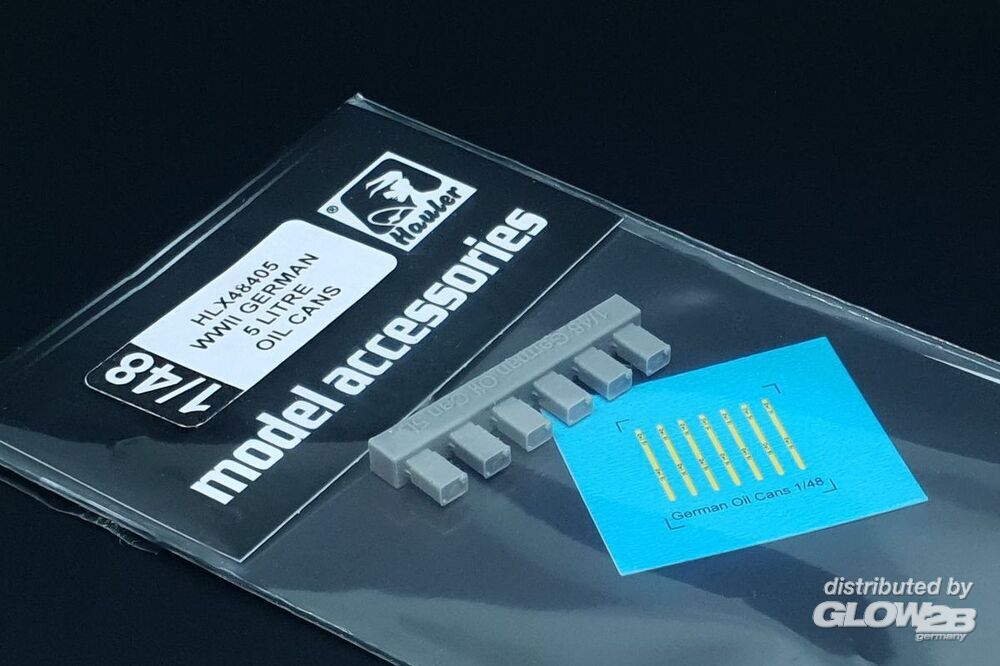 Hauler
®
HLX48405
WWII GERMAN
5 LITRE
OIL CANS
1/48
model accessories
1/48 German Oil Can 5L
German Oil Cans 1/48
distributed by
GLOW2B
germany